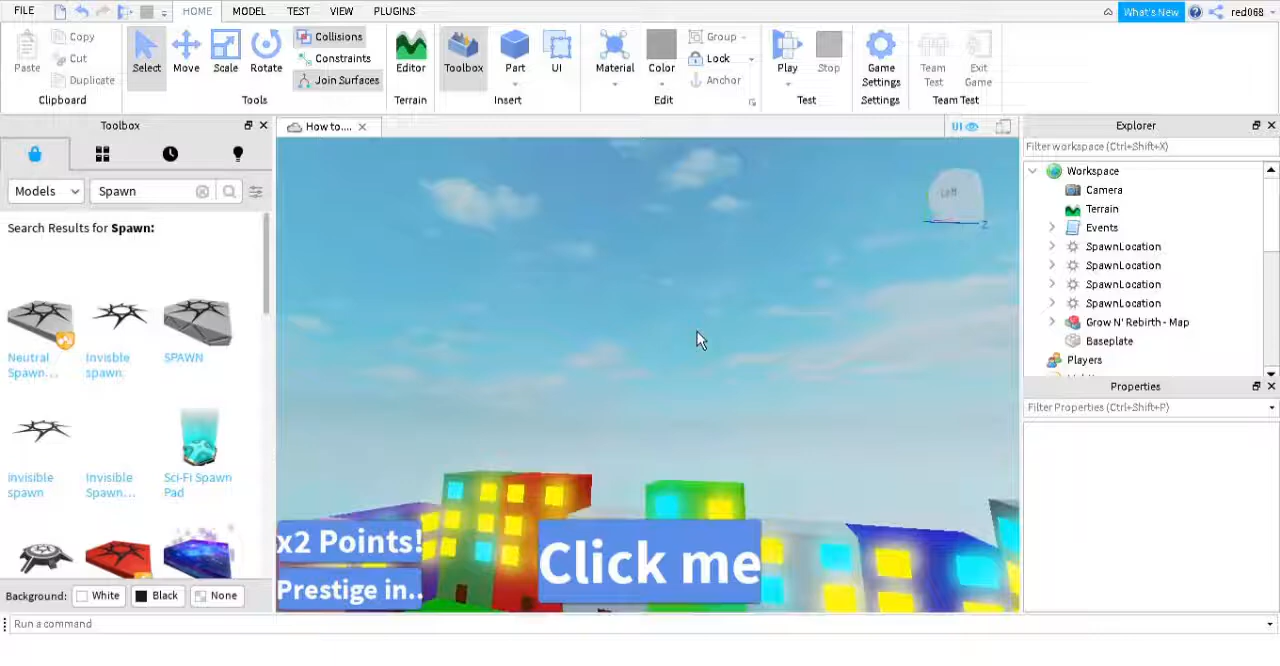 FILE HOME MODEL TEST VIEW PLUGINS What's New red068
Paste Copy Cut Duplicate Select Move Scale Rotate Collisions Constraints Join Surfaces Editor Toolbox Part UI Material Color Group Lock Anchor Play Stop Game Settings Team Test Exit Game
Clipboard Tools Terrain Insert Edit Test Settings Team Test
Toolbox
Models Spawn
Search Results for Spawn:
Neutral Spawn...
Invisble spawn
SPAWN
invisible spawn
Invisible Spawn...
Sci-Fi Spawn Pad
Background: White Black None
How to....
UI
Left
Z
x2 Points!
Prestige in..
Click me
Explorer
Filter workspace (Ctrl+Shift+X)
Workspace
Camera
Terrain
Events
SpawnLocation
SpawnLocation
SpawnLocation
SpawnLocation
Grow N' Rebirth - Map
Baseplate
Players
Properties
Filter Properties (Ctrl+Shift+P)
Run a command